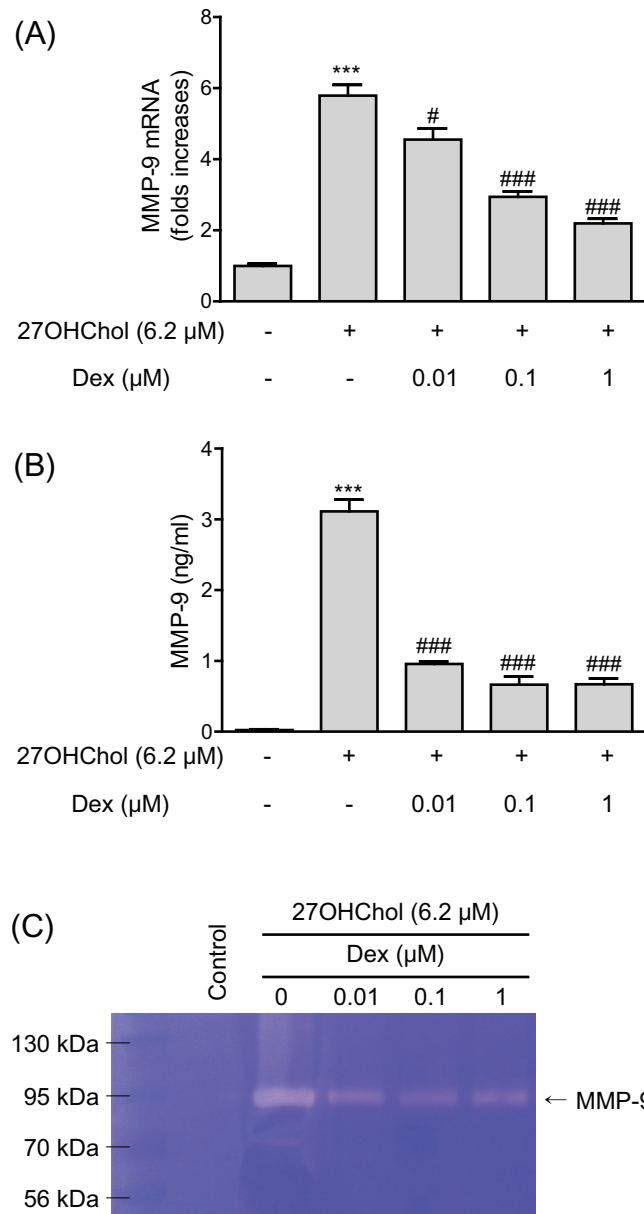 (A)
MMP-9 mRNA
(folds increases)
8
6
4
2
0
***
#
###
###
27OHChol (6.2 μM) - + + + +
Dex (μM) - - 0.01 0.1 1
(B)
MMP-9 (ng/ml)
4
3
2
1
0
***
###
###
###
27OHChol (6.2 μM) - + + + +
Dex (μM) - - 0.01 0.1 1
(C)
Control
27OHChol (6.2 μM)
Dex (μM)
0 0.01 0.1 1
130 kDa
95 kDa
70 kDa
56 kDa
← MMP-9